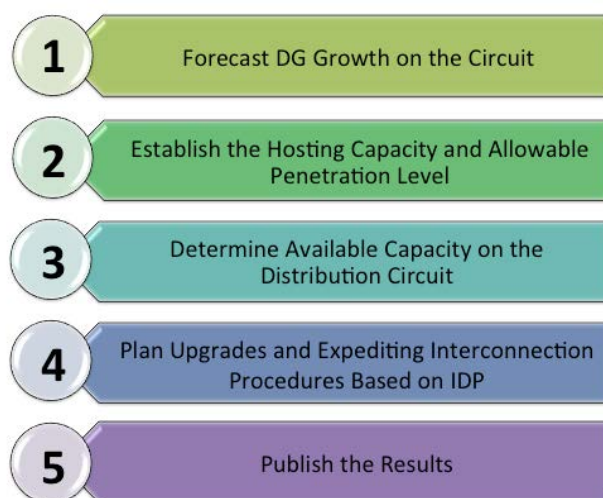 1
Forecast DG Growth on the Circuit
2
Establish the Hosting Capacity and Allowable
Penetration Level
3
Determine Available Capacity on the
Distribution Circuit
4
Plan Upgrades and Expediting Interconnection
Procedures Based on IDP
5
Publish the Results